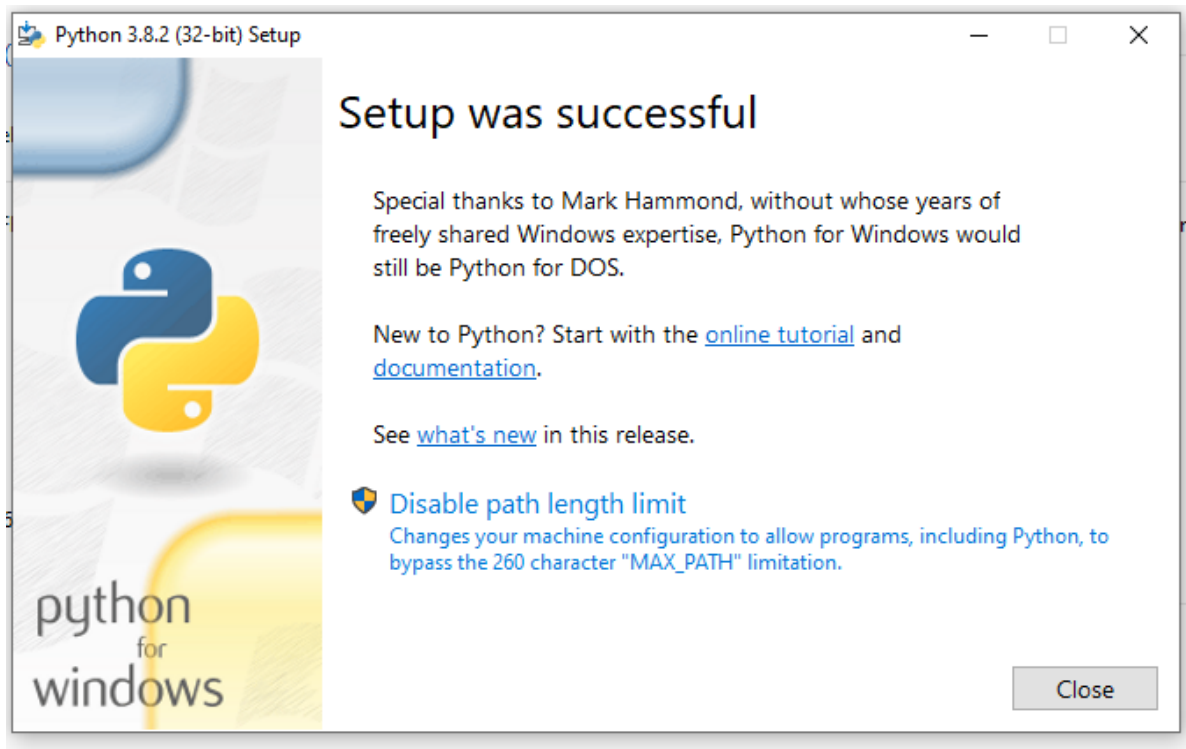 Python 3.8.2 (32-bit) Setup
Setup was successful
Special thanks to Mark Hammond, without whose years of
freely shared Windows expertise, Python for Windows would
still be Python for DOS.
New to Python? Start with the online tutorial and
documentation.
See what's new in this release.
Disable path length limit
Changes your machine configuration to allow programs, including Python, to
bypass the 260 character "MAX_PATH" limitation.
python
for
windows
Close